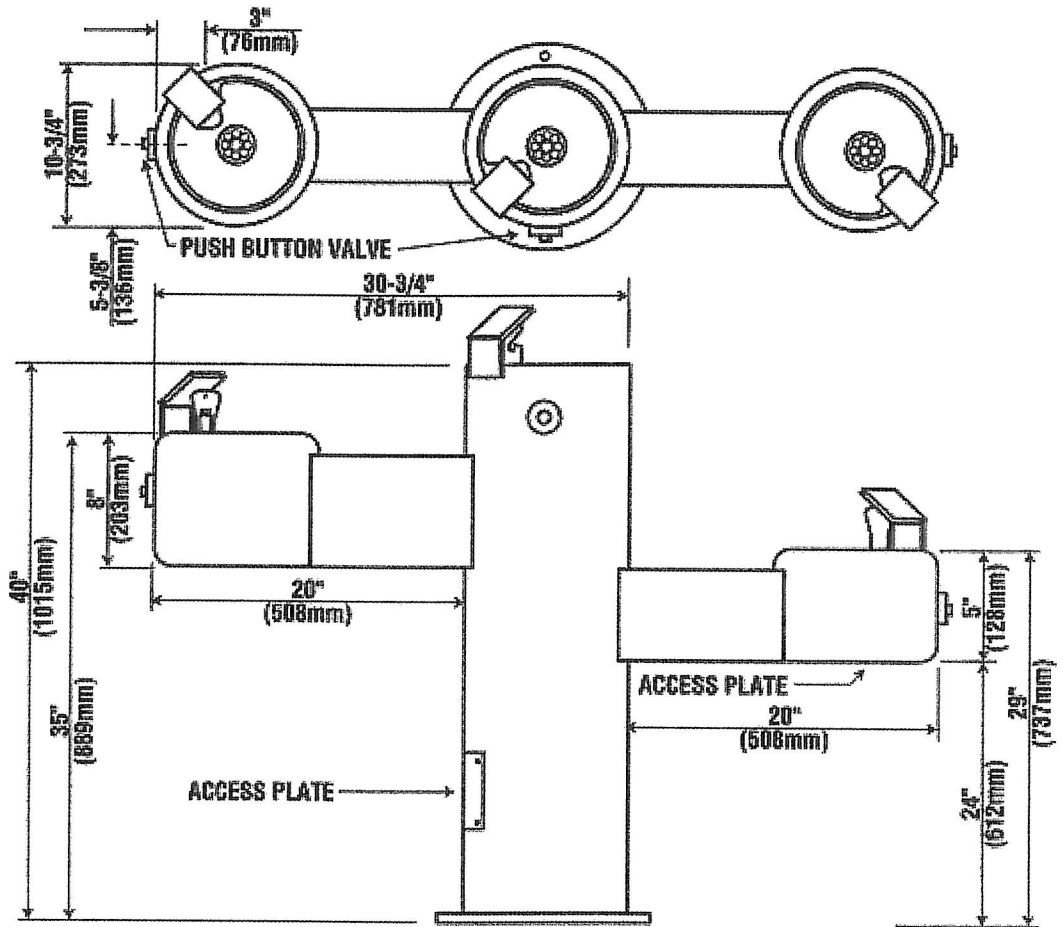 3"
(76mm)
10-3/4"
(273mm)
5-3/8"
(136mm)
PUSH BUTTON VALVE
30-3/4"
(781mm)
40"
(1015mm)
35"
(889mm)
8"
(203mm)
20"
(508mm)
ACCESS PLATE
5"
(128mm)
29"
(737mm)
ACCESS PLATE
20"
(508mm)
24"
(612mm)